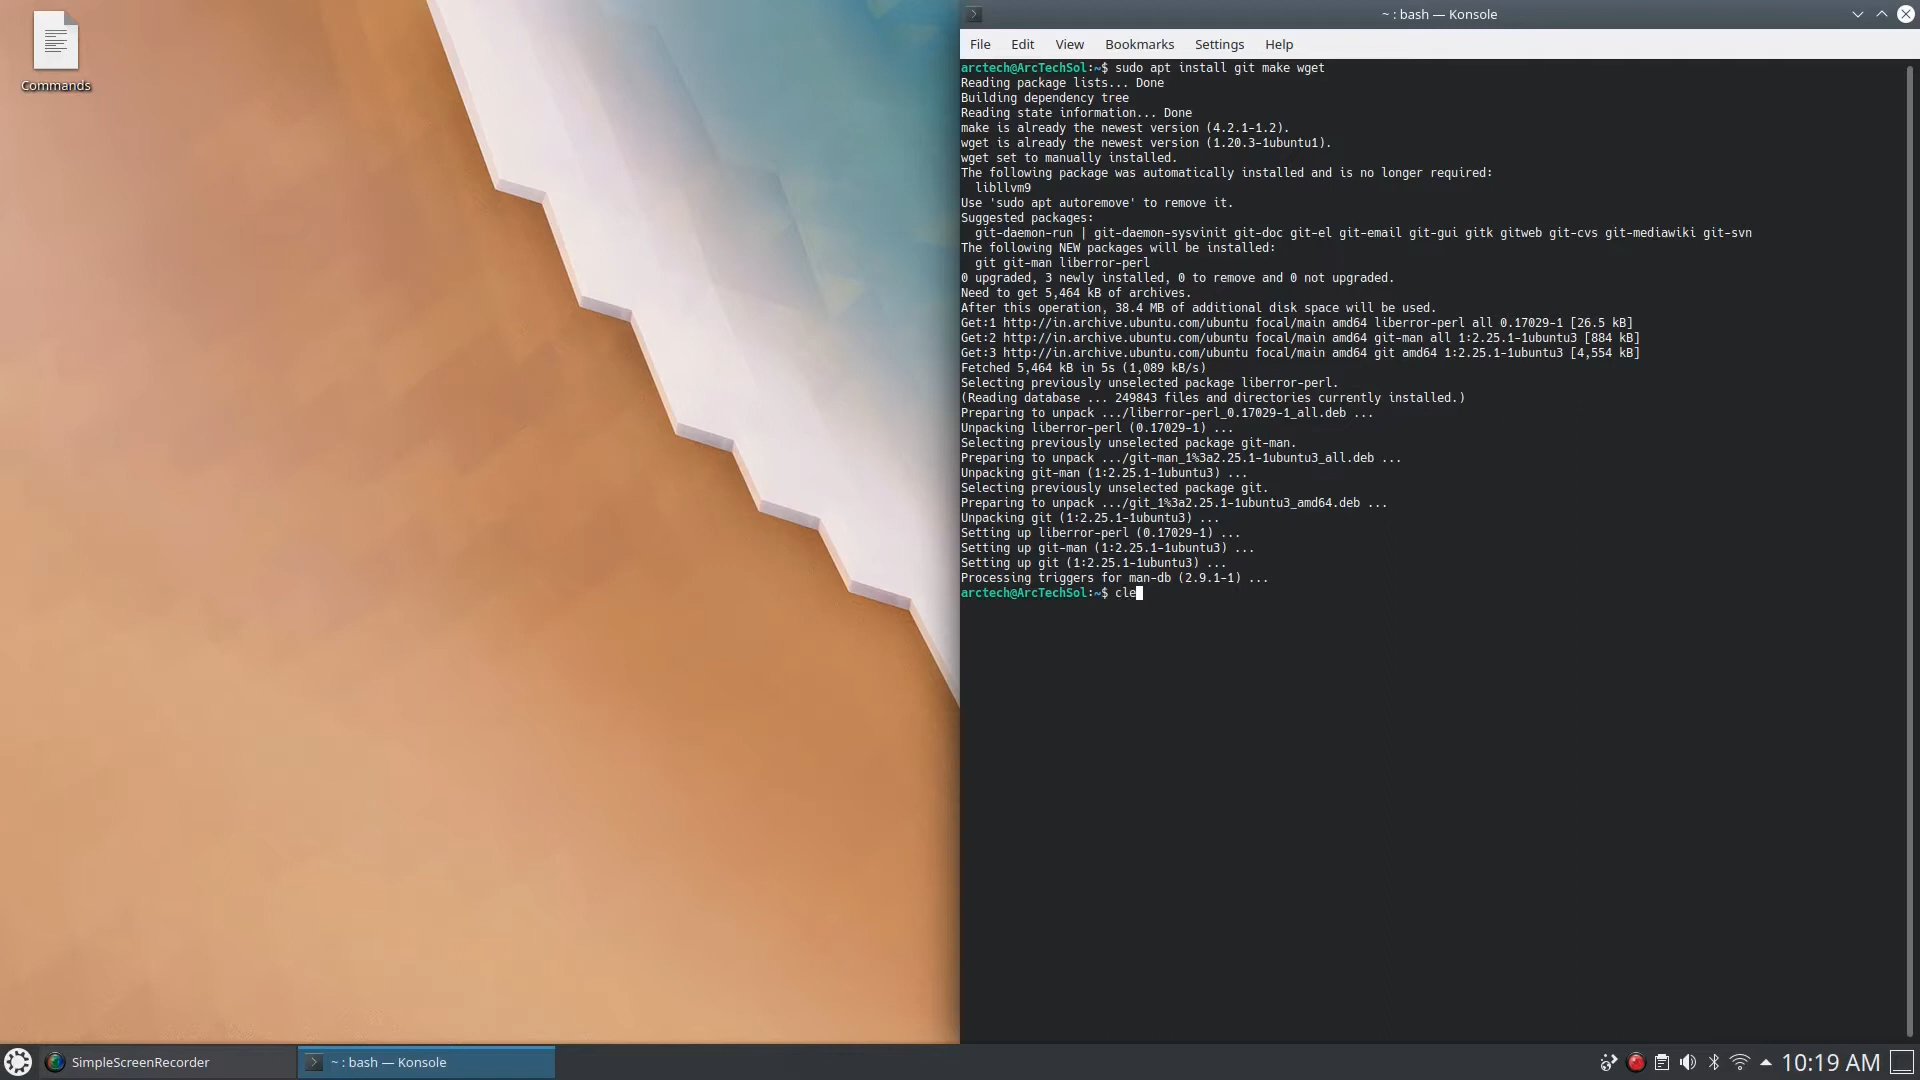 Commands
~ : bash — Konsole
File Edit View Bookmarks Settings Help
arctech@ArcTechSol:~$ sudo apt install git make wget
Reading package lists... Done
Building dependency tree
Reading state information... Done
make is already the newest version (4.2.1-1.2).
wget is already the newest version (1.20.3-1ubuntu1).
wget set to manually installed.
The following package was automatically installed and is no longer required:
  libllvm9
Use 'sudo apt autoremove' to remove it.
Suggested packages:
  git-daemon-run | git-daemon-sysvinit git-doc git-el git-email git-gui gitk gitweb git-cvs git-mediawiki git-svn
The following NEW packages will be installed:
  git git-man liberror-perl
0 upgraded, 3 newly installed, 0 to remove and 0 not upgraded.
Need to get 5,464 kB of archives.
After this operation, 38.4 MB of additional disk space will be used.
Get:1 http://in.archive.ubuntu.com/ubuntu focal/main amd64 liberror-perl all 0.17029-1 [26.5 kB]
Get:2 http://in.archive.ubuntu.com/ubuntu focal/main amd64 git-man all 1:2.25.1-1ubuntu3 [884 kB]
Get:3 http://in.archive.ubuntu.com/ubuntu focal/main amd64 git amd64 1:2.25.1-1ubuntu3 [4,554 kB]
Fetched 5,464 kB in 5s (1,089 kB/s)
Selecting previously unselected package liberror-perl.
(Reading database ... 249843 files and directories currently installed.)
Preparing to unpack .../liberror-perl_0.17029-1_all.deb ...
Unpacking liberror-perl (0.17029-1) ...
Selecting previously unselected package git-man.
Preparing to unpack .../git-man_1%3a2.25.1-1ubuntu3_all.deb ...
Unpacking git-man (1:2.25.1-1ubuntu3) ...
Selecting previously unselected package git.
Preparing to unpack .../git_1%3a2.25.1-1ubuntu3_amd64.deb ...
Unpacking git (1:2.25.1-1ubuntu3) ...
Setting up liberror-perl (0.17029-1) ...
Setting up git-man (1:2.25.1-1ubuntu3) ...
Setting up git (1:2.25.1-1ubuntu3) ...
Processing triggers for man-db (2.9.1-1) ...
arctech@ArcTechSol:~$ cle
SimpleScreenRecorder
~ : bash — Konsole
10:19 AM